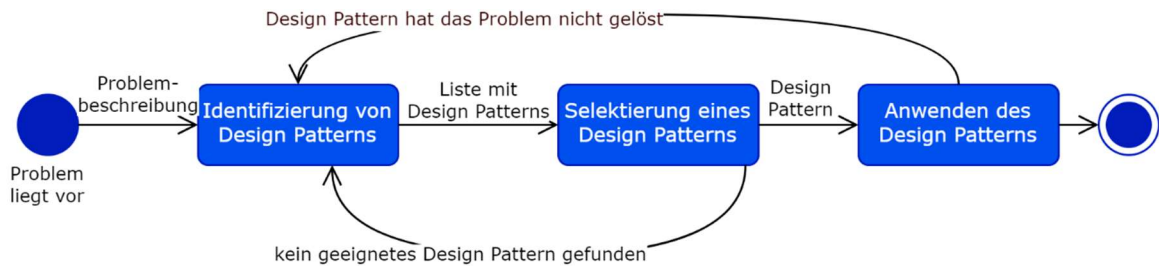 Design Pattern hat das Problem nicht gelöst
Problem-
beschreibung
Problem
liegt vor
Identifizierung von
Design Patterns
Liste mit
Design Patterns
Selektierung eines
Design Patterns
Design
Pattern
Anwenden des
Design Patterns
kein geeignetes Design Pattern gefunden